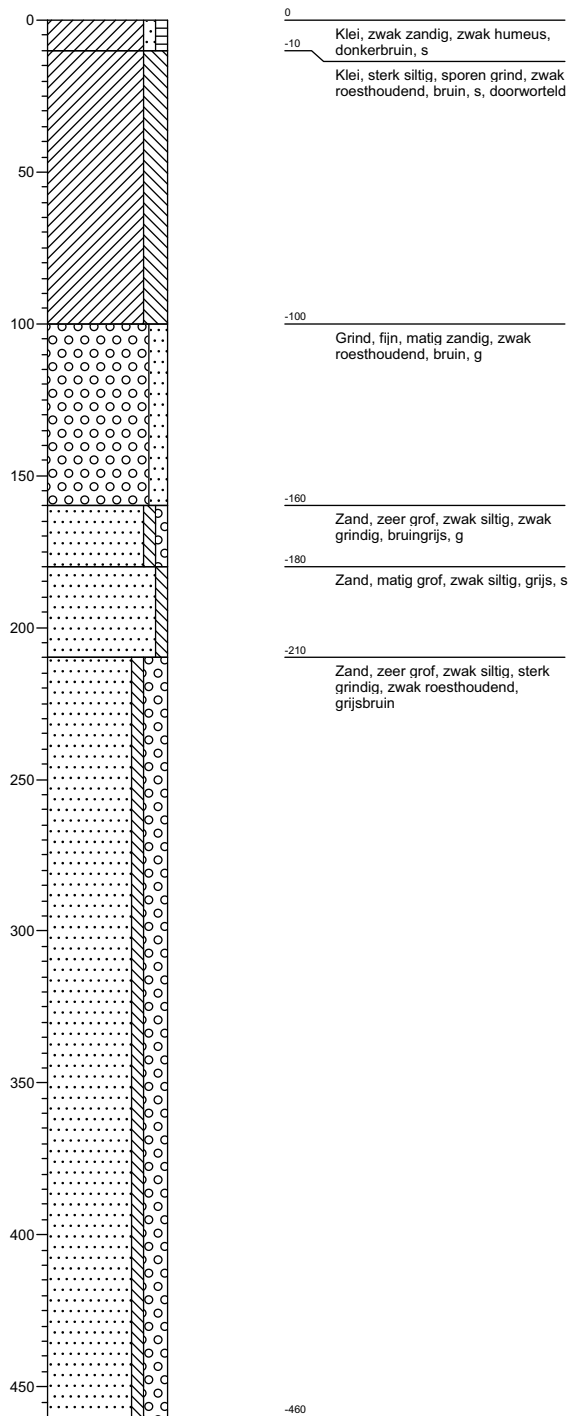 0
0
Klei, zwak zandig, zwak humeus,
donkerbruin, s
-10
Klei, sterk siltig, sporen grind, zwak
roesthoudend, bruin, s, doorworteld
50
100
-100
Grind, fijn, matig zandig, zwak
roesthoudend, bruin, g
150
-160
Zand, zeer grof, zwak siltig, zwak
grindig, bruingrijs, g
-180
Zand, matig grof, zwak siltig, grijs, s
200
-210
Zand, zeer grof, zwak siltig, sterk
grindig, zwak roesthoudend,
grijsbruin
250
300
350
400
450
-460